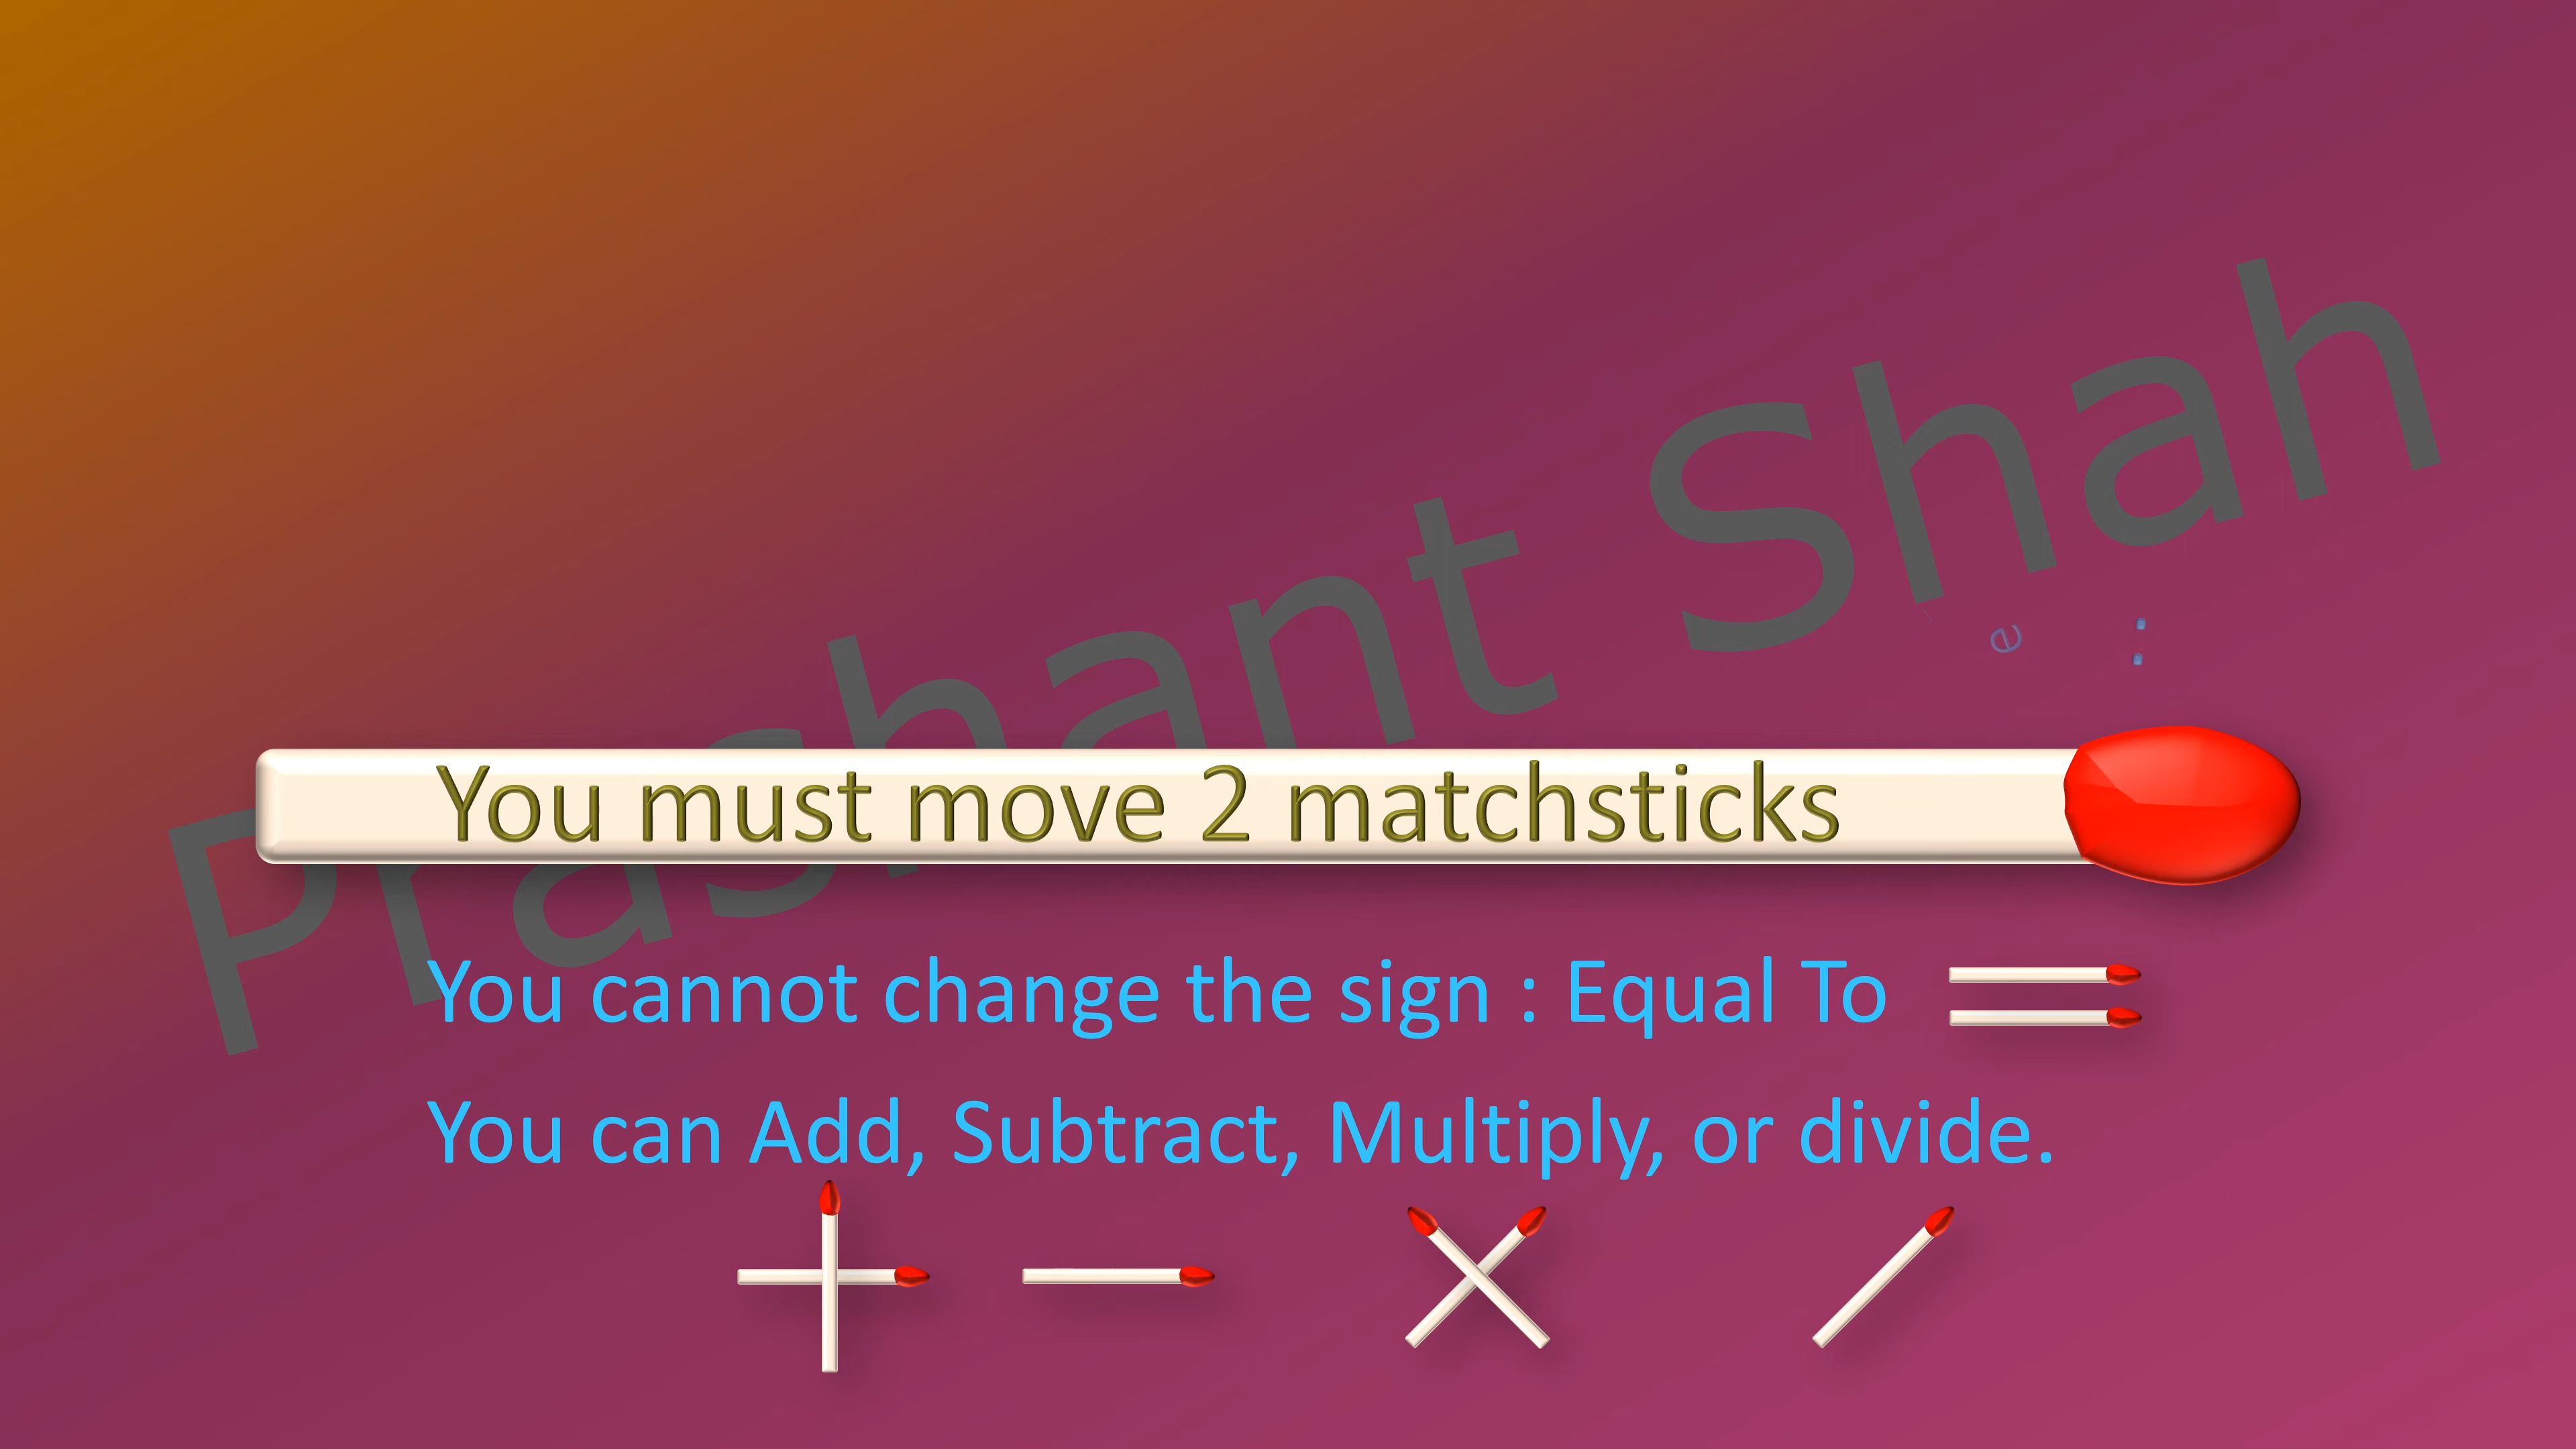 Prashant Shah
e :
You must move 2 matchsticks
You cannot change the sign : Equal To =
You can Add, Subtract, Multiply, or divide.
+ − × /